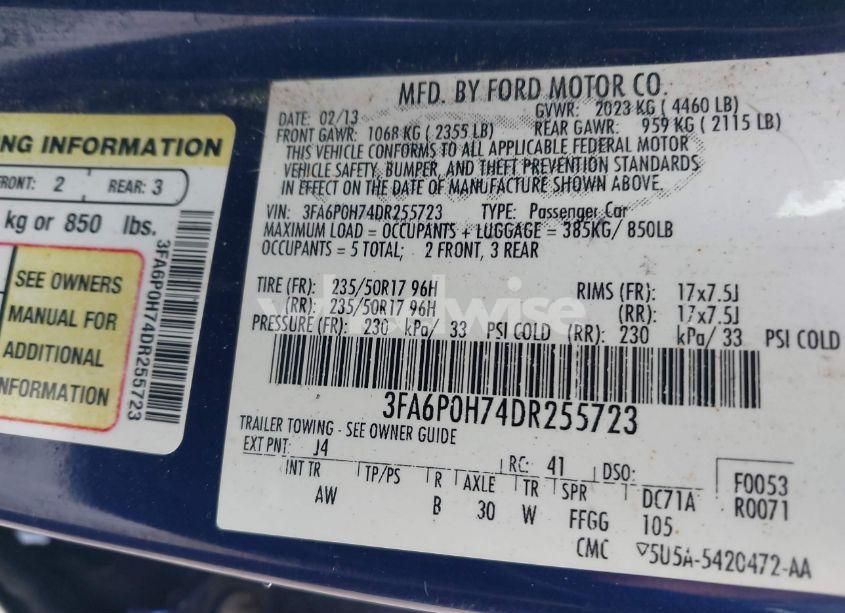 NG INFORMATION
FRONT: 2 REAR: 3
kg or 850 lbs.
SEE OWNERS
MANUAL FOR
ADDITIONAL
INFORMATION
3FA6P0H74DR255723
MFD. BY FORD MOTOR CO.
DATE: 02/13 GVWR: 2023 KG ( 4460 LB)
FRONT GAWR: 1068 KG ( 2355 LB) REAR GAWR: 959 KG ( 2115 LB)
THIS VEHICLE CONFORMS TO ALL APPLICABLE FEDERAL MOTOR
VEHICLE SAFETY, BUMPER, AND THEFT PREVENTION STANDARDS
IN EFFECT ON THE DATE OF MANUFACTURE SHOWN ABOVE.
VIN: 3FA6P0H74DR255723 TYPE: Passenger Car
MAXIMUM LOAD = OCCUPANTS + LUGGAGE = 385KG/ 850LB
OCCUPANTS = 5 TOTAL; 2 FRONT, 3 REAR
TIRE (FR): 235/50R17 96H RIMS (FR): 17x7.5J
(RR): 235/50R17 96H (RR): 17x7.5J
PRESSURE (FR): 230 kPa/ 33 PSI COLD (RR): 230 kPa/ 33 PSI COLD
3FA6P0H74DR255723
TRAILER TOWING - SEE OWNER GUIDE
EXT PNT: J4 RC: 41 DSO: F0053
INT TR TP/PS R AXLE TR SPR DC71A R0071
AW B 30 W FFGG 105
CMC ▽5U5A-5420472-AA